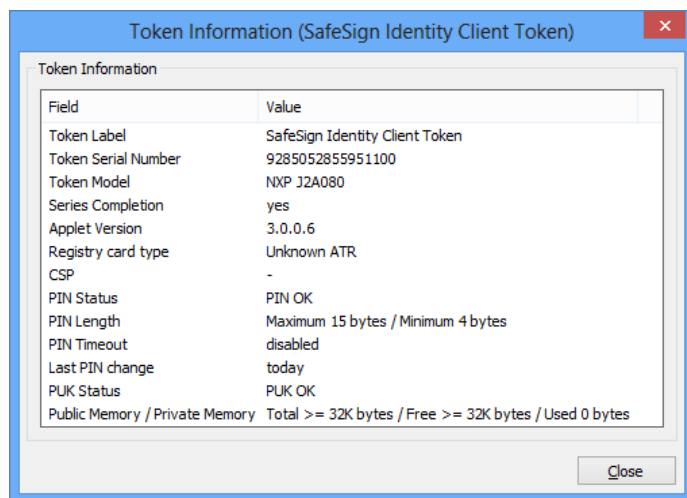 Token Information (SafeSign Identity Client Token)
Token Information
Field Value
Token Label SafeSign Identity Client Token
Token Serial Number 9285052855951100
Token Model NXP J2A080
Series Completion yes
Applet Version 3.0.0.6
Registry card type Unknown ATR
CSP -
PIN Status PIN OK
PIN Length Maximum 15 bytes / Minimum 4 bytes
PIN Timeout disabled
Last PIN change today
PUK Status PUK OK
Public Memory / Private Memory Total >= 32K bytes / Free >= 32K bytes / Used 0 bytes
Close